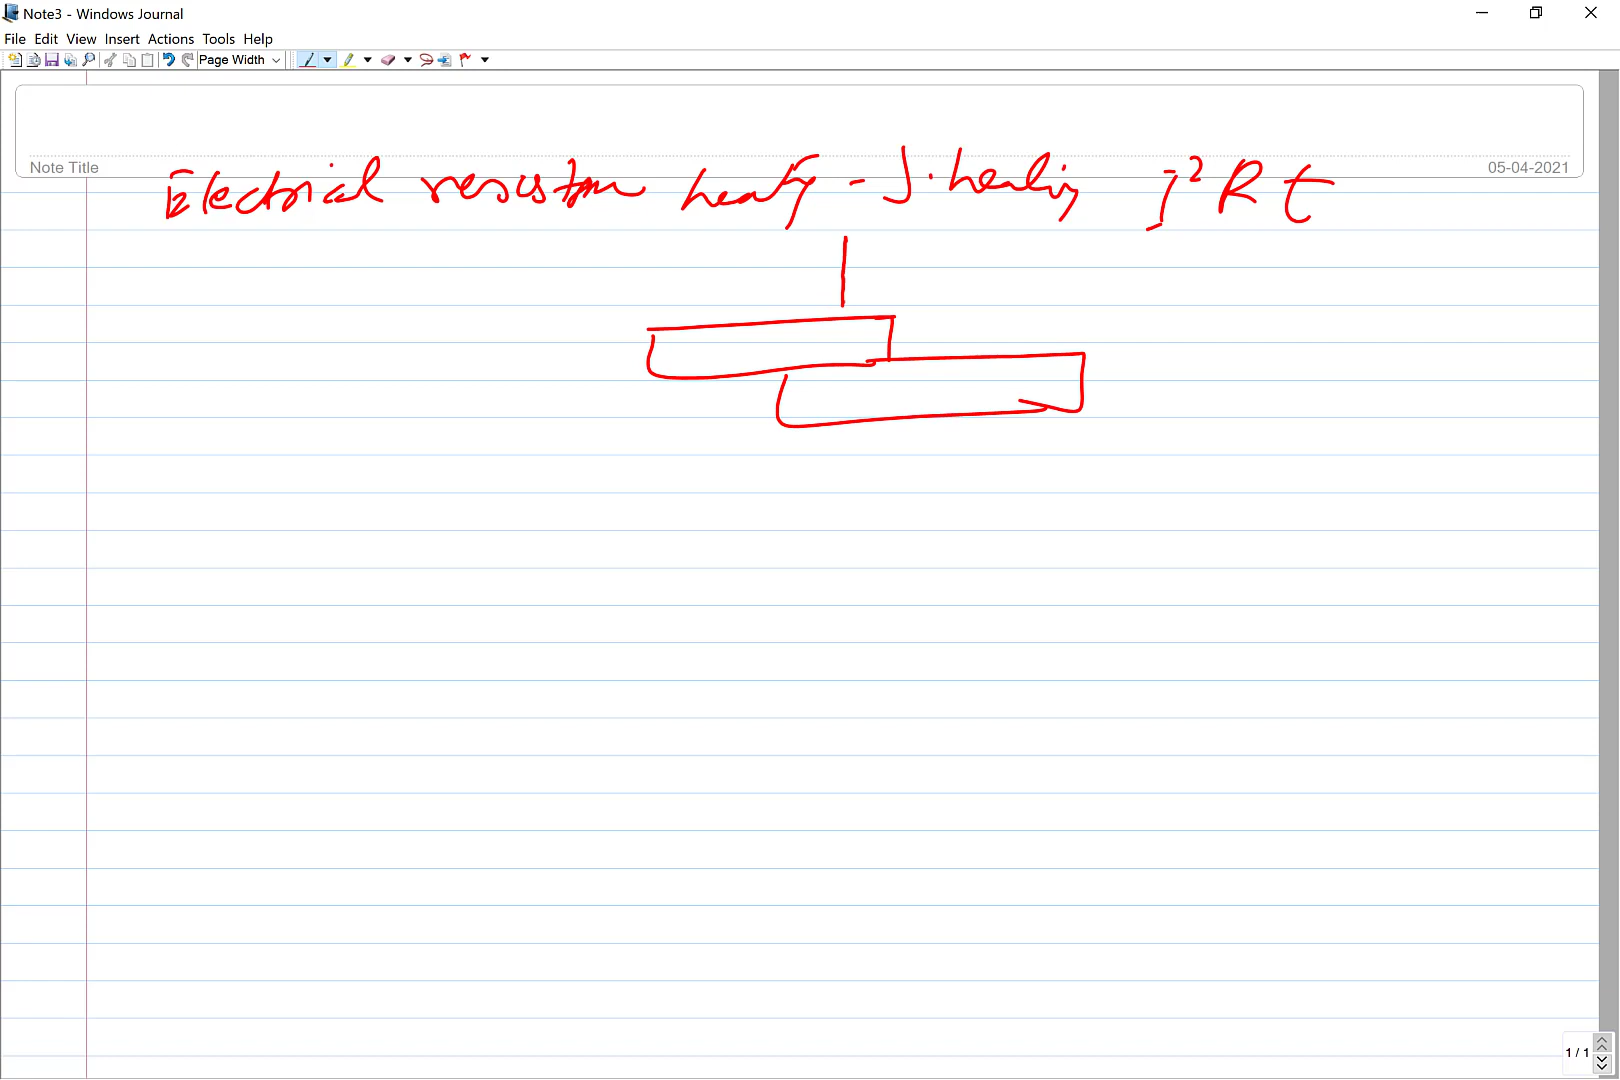 Note3 - Windows Journal
File Edit View Insert Actions Tools Help
Page Width
Note Title 05-04-2021
Electrical resistance heating - J. heating I²Rt
1 / 1